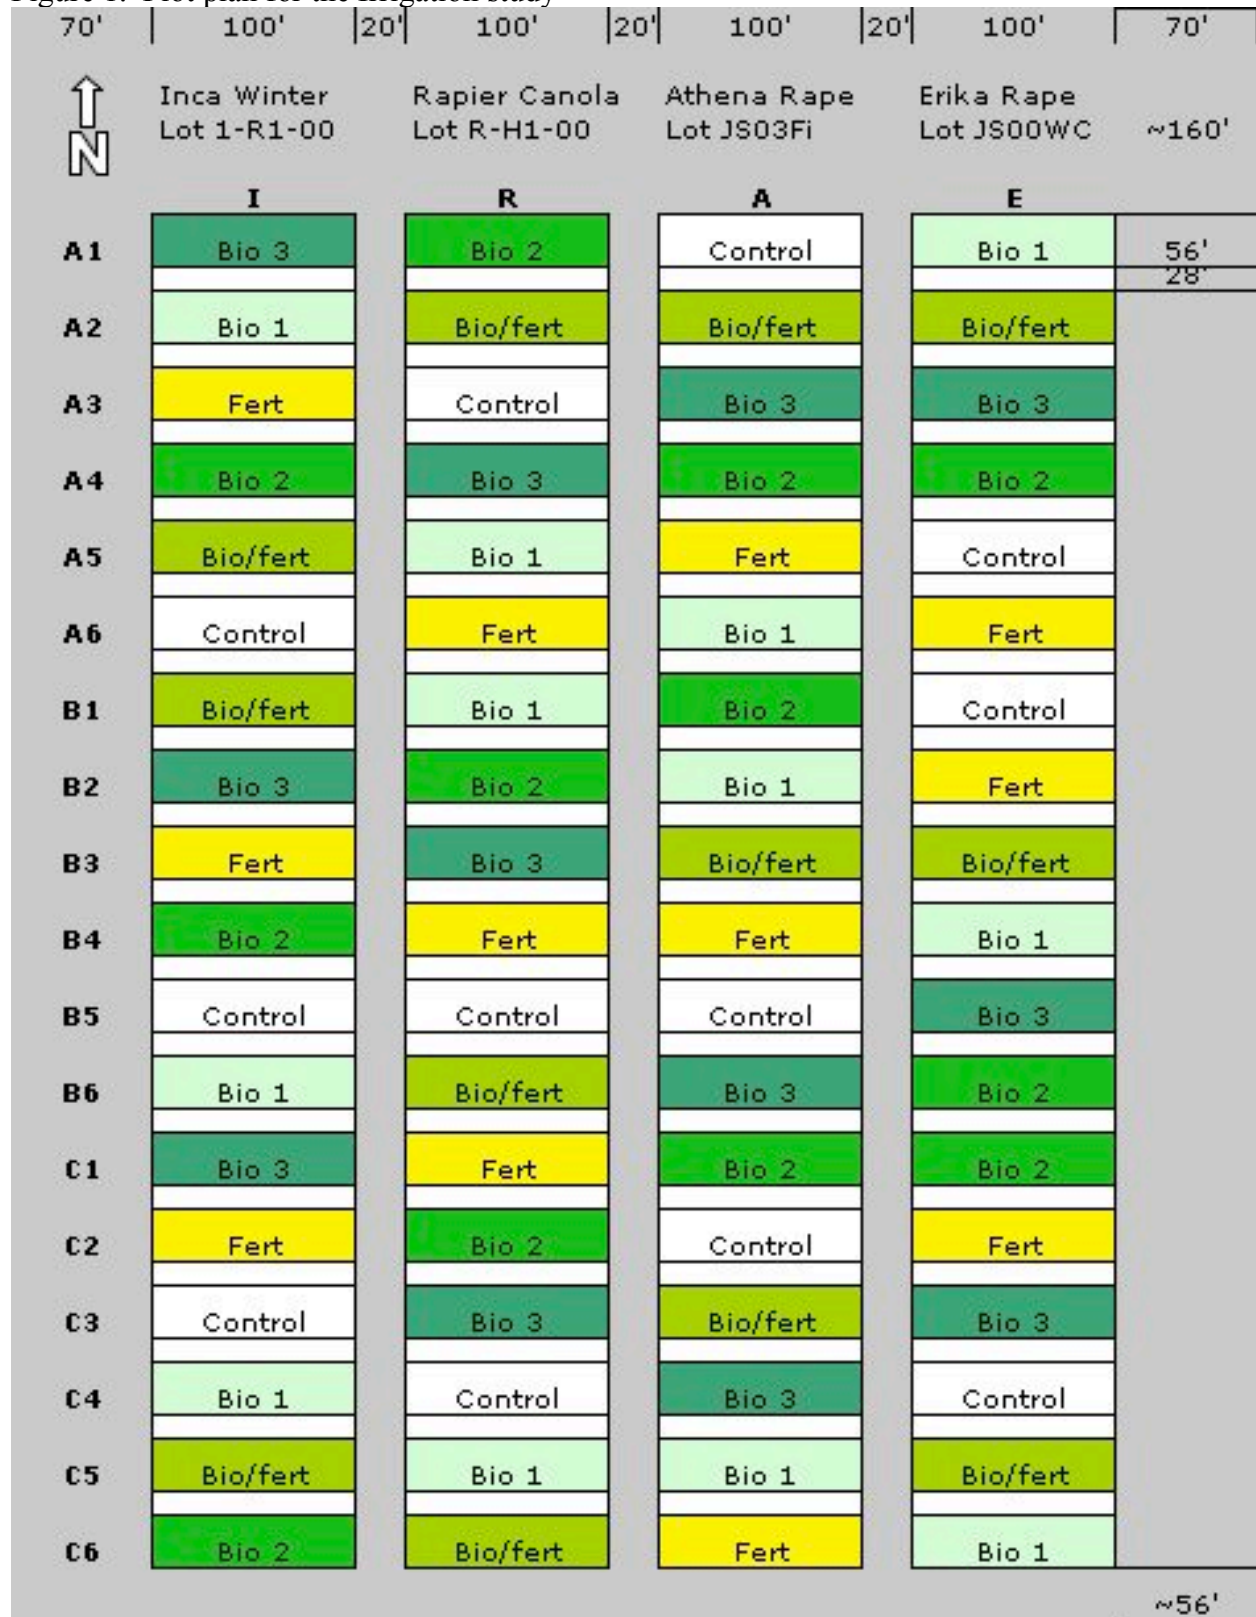 Figure 1. Plot plan for the Irrigation study
70' 100' 20' 100' 20' 100' 20' 100' 70'
Inca Winter Rapier Canola Athena Rape Erika Rape
N Lot 1-R1-00 Lot R-H1-00 Lot JS03Fi Lot JS00WC ~160'
I R A E
A1 Bio 3 Bio 2 Control Bio 1 56'
28'
A2 Bio 1 Bio/fert Bio/fert Bio/fert
A3 Fert Control Bio 3 Bio 3
A4 Bio 2 Bio 3 Bio 2 Bio 2
A5 Bio/fert Bio 1 Fert Control
A6 Control Fert Bio 1 Fert
B1 Bio/fert Bio 1 Bio 2 Control
B2 Bio 3 Bio 2 Bio 1 Fert
B3 Fert Bio 3 Bio/fert Bio/fert
B4 Bio 2 Fert Fert Bio 1
B5 Control Control Control Bio 3
B6 Bio 1 Bio/fert Bio 3 Bio 2
C1 Bio 3 Fert Bio 2 Bio 2
C2 Fert Bio 2 Control Fert
C3 Control Bio 3 Bio/fert Bio 3
C4 Bio 1 Control Bio 3 Control
C5 Bio/fert Bio 1 Bio 1 Bio/fert
C6 Bio 2 Bio/fert Fert Bio 1
~56'